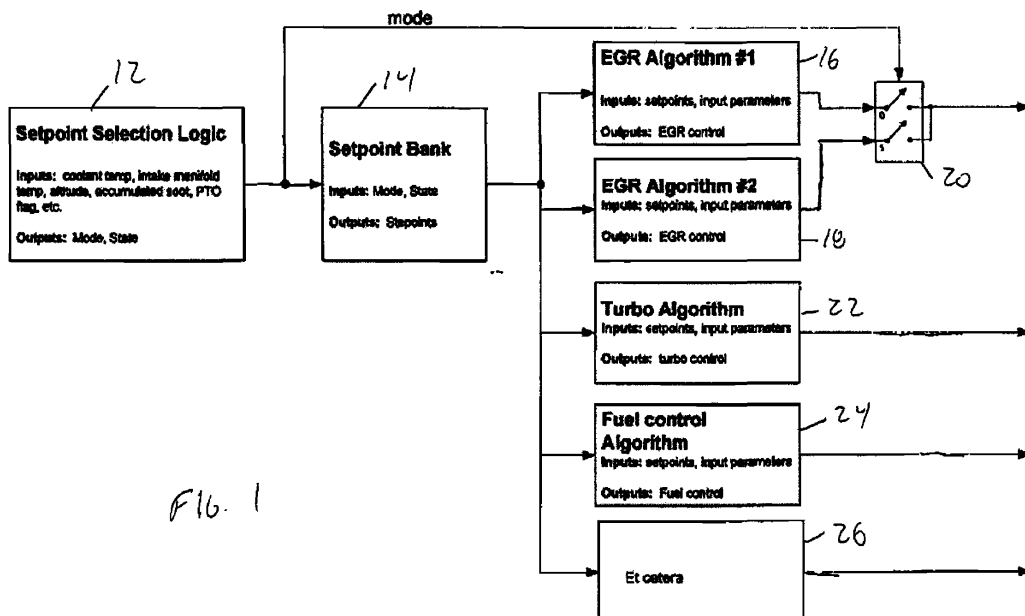 mode
12
Setpoint Selection Logic
Inputs: coolant temp, intake manifold
temp, altitude, accumulated soot, PTO
flag, etc.
Outputs: Mode, State
14
Setpoint Bank
Inputs: Mode, State
Outputs: Stepoints
EGR Algorithm #1
Inputs: setpoints, input parameters
Outputs: EGR control
16
EGR Algorithm #2
Inputs: setpoints, input parameters
Outputs: EGR control
18
0
20
Turbo Algorithm
Inputs: setpoints, input parameters
Outputs: turbo control
22
Fuel control
Algorithm
Inputs: setpoints, input parameters
Outputs: Fuel control
24
Et catera
26
FIG. 1